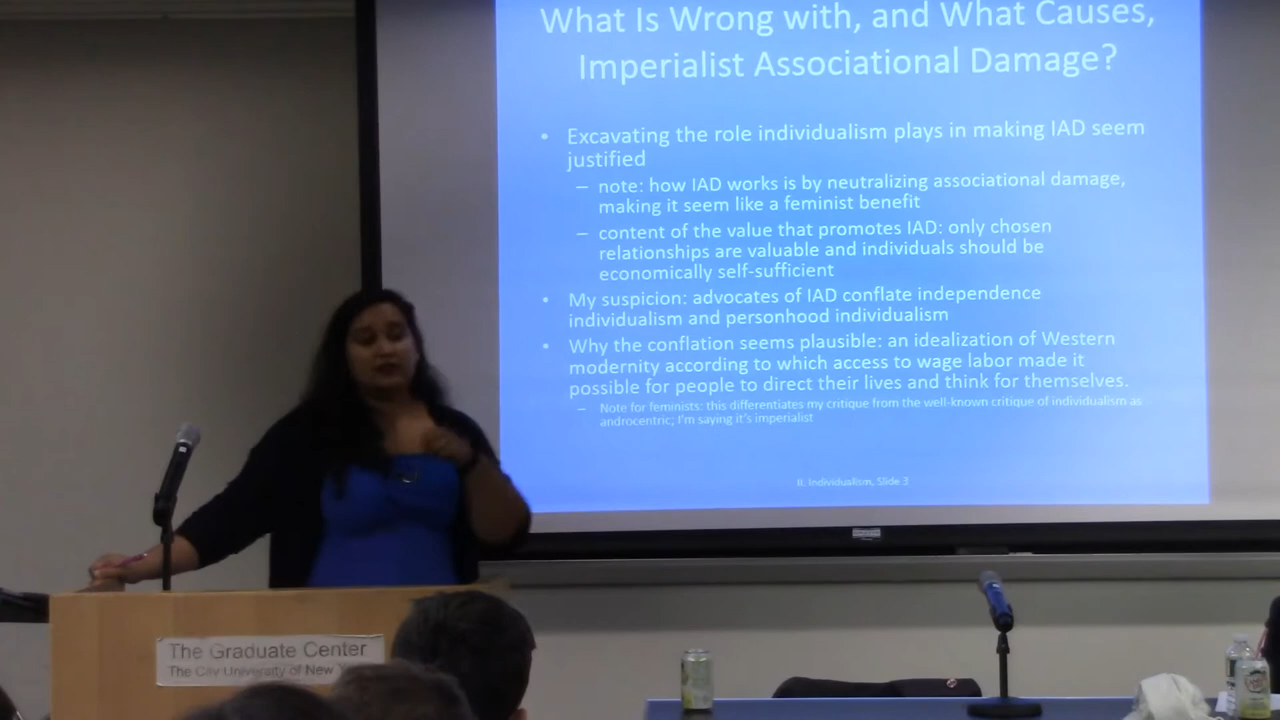 What Is Wrong with, and What Causes,
Imperialist Associational Damage?
• Excavating the role individualism plays in making IAD seem
justified
– note: how IAD works is by neutralizing associational damage,
making it seem like a feminist benefit
– content of the value that promotes IAD: only chosen
relationships are valuable and individuals should be
economically self-sufficient
• My suspicion: advocates of IAD conflate independence
individualism and personhood individualism
• Why the conflation seems plausible: an idealization of Western
modernity according to which access to wage labor made it
possible for people to direct their lives and think for themselves.
– Note for feminists: this differentiates my critique from the well-known critique of individualism as
androcentric; I'm saying it's imperialist
II. Individualism, Slide 3
The Graduate Center
The City University of New